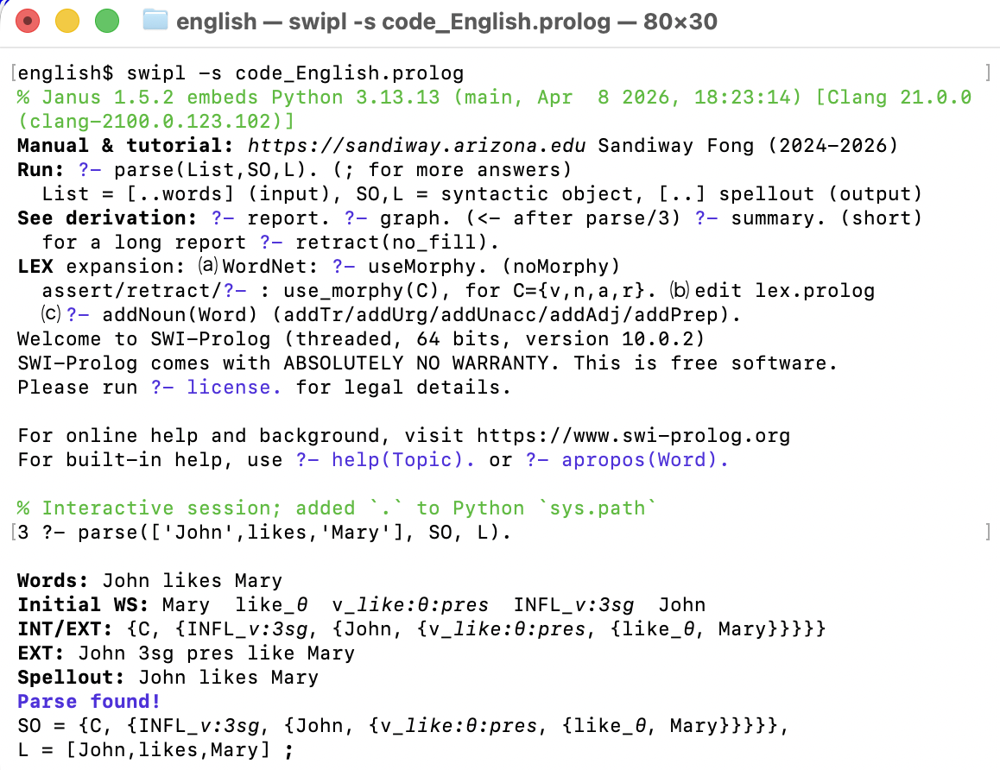 english — swipl -s code_English.prolog — 80×30
[english$ swipl -s code_English.prolog ]
% Janus 1.5.2 embeds Python 3.13.13 (main, Apr  8 2026, 18:23:14) [Clang 21.0.0
(clang-2100.0.123.102)]
Manual & tutorial: https://sandiway.arizona.edu Sandiway Fong (2024-2026)
Run: ?- parse(List,SO,L). (; for more answers)
  List = [..words] (input), SO,L = syntactic object, [..] spellout (output)
See derivation: ?- report. ?- graph. (<- after parse/3) ?- summary. (short)
  for a long report ?- retract(no_fill).
LEX expansion: ⒜WordNet: ?- useMorphy. (noMorphy)
  assert/retract/?- : use_morphy(C), for C={v,n,a,r}. ⒝edit lex.prolog
  ⒞?- addNoun(Word) (addTr/addUrg/addUnacc/addAdj/addPrep).
Welcome to SWI-Prolog (threaded, 64 bits, version 10.0.2)
SWI-Prolog comes with ABSOLUTELY NO WARRANTY. This is free software.
Please run ?- license. for legal details.

For online help and background, visit https://www.swi-prolog.org
For built-in help, use ?- help(Topic). or ?- apropos(Word).

% Interactive session; added `.` to Python `sys.path`
[3 ?- parse(['John',likes,'Mary'], SO, L). ]

Words: John likes Mary
Initial WS: Mary  like_θ  v_like:θ:pres  INFL_v:3sg  John
INT/EXT: {C, {INFL_v:3sg, {John, {v_like:θ:pres, {like_θ, Mary}}}}}
EXT: John 3sg pres like Mary
Spellout: John likes Mary
Parse found!
SO = {C, {INFL_v:3sg, {John, {v_like:θ:pres, {like_θ, Mary}}}}},
L = [John,likes,Mary] ;